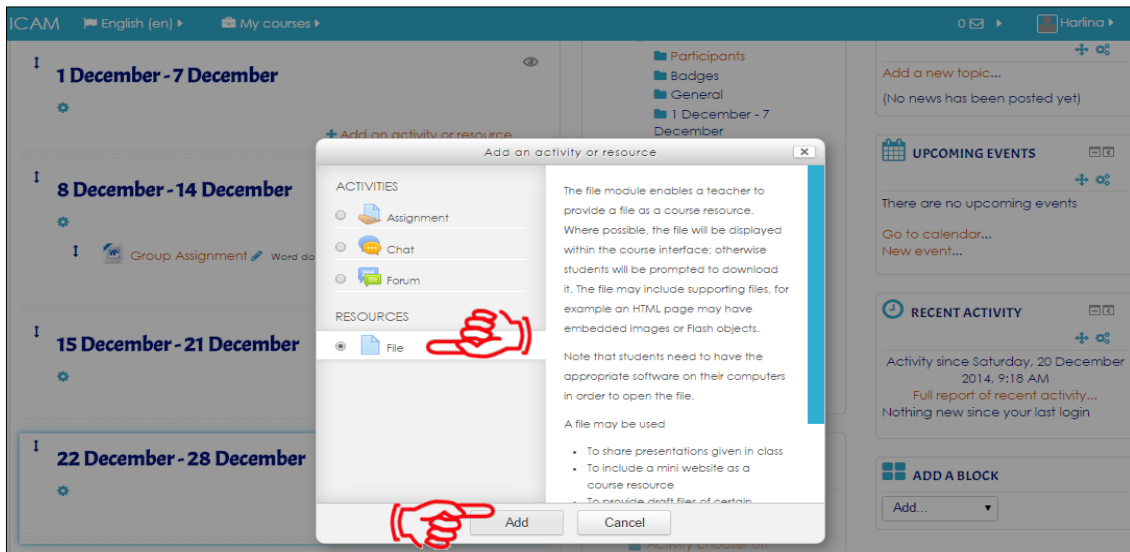 ICAM English (en) My courses 0 Harlina
1 December - 7 December
+ Add an activity or resource
8 December - 14 December
Group Assignment Word do
15 December - 21 December
22 December - 28 December
Participants
Badges
General
1 December - 7
December
Add an activity or resource
ACTIVITIES
Assignment
Chat
Forum
RESOURCES
File
The file module enables a teacher to
provide a file as a course resource.
Where possible, the file will be displayed
within the course interface; otherwise
students will be prompted to download
it. The file may include supporting files, for
example an HTML page may have
embedded images or Flash objects.
Note that students need to have the
appropriate software on their computers
in order to open the file.
A file may be used
• To share presentations given in class
• To include a mini website as a
course resource
• To provide draft files of certain
Add Cancel
Activity chooser off
Add a new topic...
(No news has been posted yet)
UPCOMING EVENTS
There are no upcoming events
Go to calendar...
New event...
RECENT ACTIVITY
Activity since Saturday, 20 December
2014, 9:18 AM
Full report of recent activity...
Nothing new since your last login
ADD A BLOCK
Add...